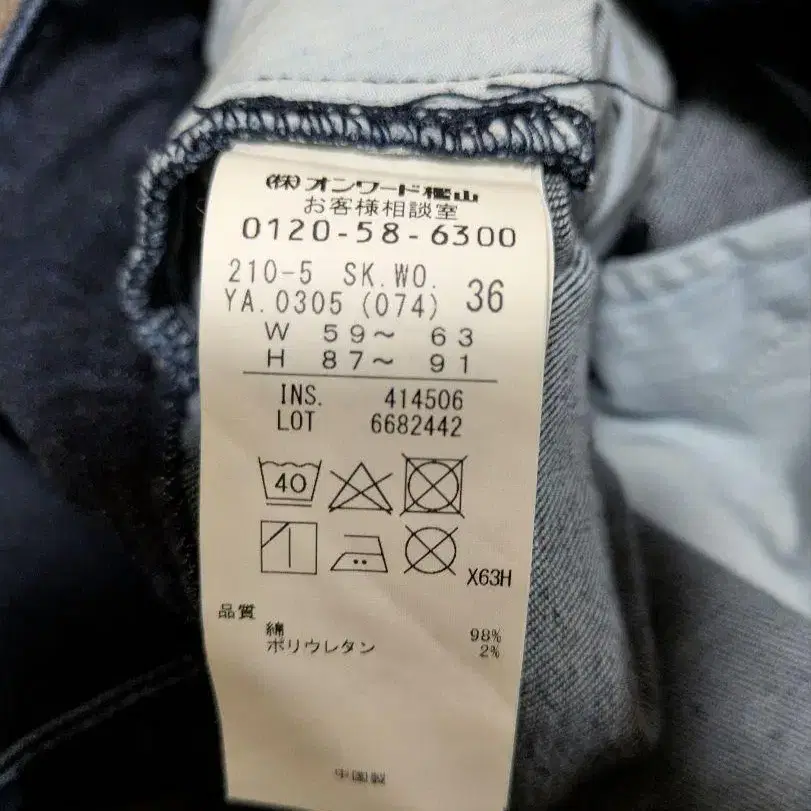 (株)オンワード樫山
お客様相談室
0120-58-6300
210-5 SK.WO.
YA.0305 (074) 36
W 59～ 63
H 87～ 91
INS. 414506
LOT 6682442
40
X63H
品質
綿 98%
ポリウレタン 2%
中国製